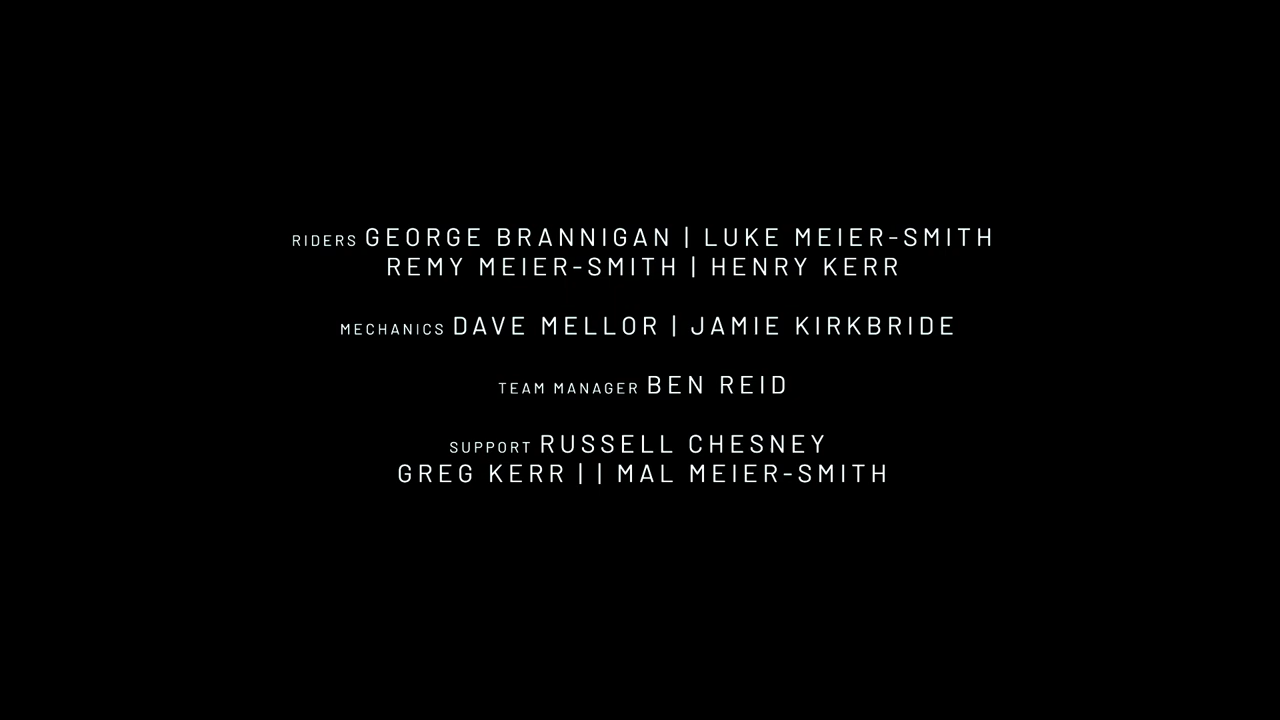 RIDERS GEORGE BRANNIGAN | LUKE MEIER-SMITH
REMY MEIER-SMITH | HENRY KERR
MECHANICS DAVE MELLOR | JAMIE KIRKBRIDE
TEAM MANAGER BEN REID
SUPPORT RUSSELL CHESNEY
GREG KERR | | MAL MEIER-SMITH